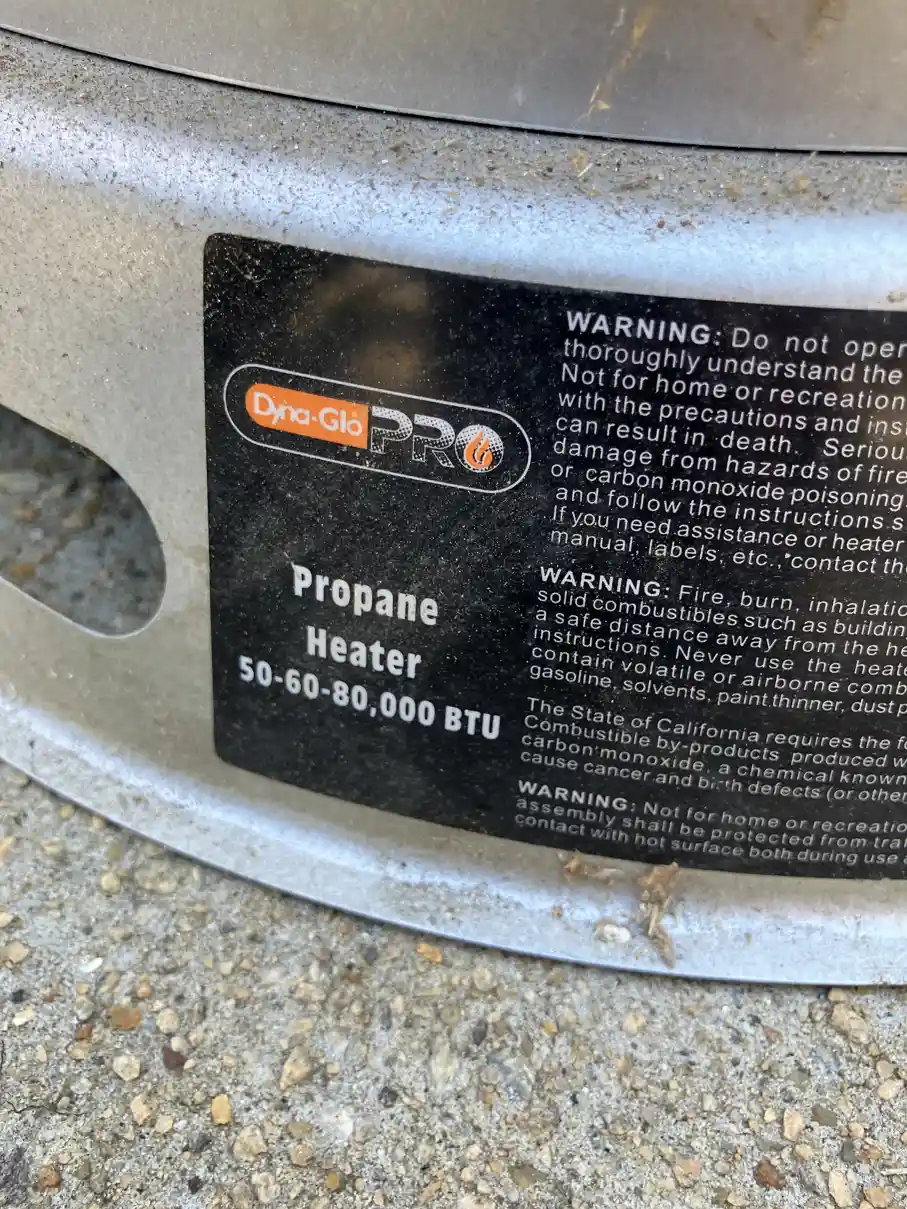 Dyna-Glo PRO
Propane
Heater
50-60-80,000 BTU
WARNING: Do not oper
thoroughly understand the
Not for home or recreation
with the precautions and ins
can result in death. Seriou
damage from hazards of fire
or carbon monoxide poisoning
and follow the instructions s
If you need assistance or heater
manual, labels, etc., contact th
WARNING: Fire, burn, inhalatio
solid combustibles such as buildin
a safe distance away from the he
instructions. Never use the heate
contain volatile or airborne comb
gasoline, solvents, paint thinner, dust p
The State of California requires the f
Combustible by-products produced w
carbon monoxide, a chemical known
cause cancer and birth defects (or other
WARNING: Not for home or recreatio
assembly shall be protected from tra
contact with hot surface both during use a